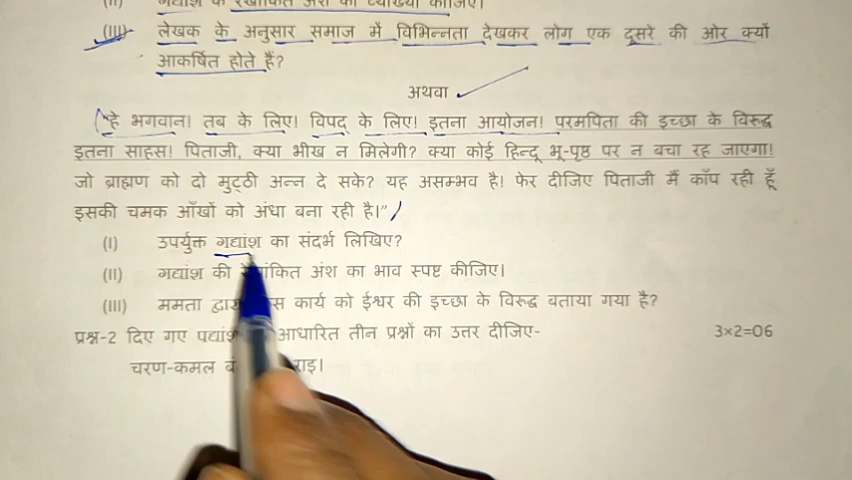 (II) गद्यांश के रेखांकित अंश की व्याख्या कीजिए।
(III) लेखक के अनुसार समाज में विभिन्नता देखकर लोग एक दूसरे की ओर क्यों
आकर्षित होते हैं?
अथवा
"हे भगवान! तब के लिए! विपद् के लिए! इतना आयोजन! परमपिता की इच्छा के विरूद्ध
इतना साहस! पिताजी, क्या भीख न मिलेगी? क्या कोई हिन्दू भू-पृष्ठ पर न बचा रह जाएगा!
जो ब्राह्मण को दो मुट्ठी अन्न दे सके? यह असम्भव है! फेर दीजिए पिताजी मैं काँप रही हूँ
इसकी चमक आँखों को अंधा बना रही है।"
(I) उपर्युक्त गद्यांश का संदर्भ लिखिए?
(II) गद्यांश की अंश का भाव स्पष्ट कीजिए।
(III) ममता कार्य को ईश्वर की इच्छा के विरुद्ध बताया गया है?
प्रश्न-2 दिए गए पद्यांश आधारित तीन प्रश्नों का उत्तर दीजिए- 3×2=06
चरण-कमल